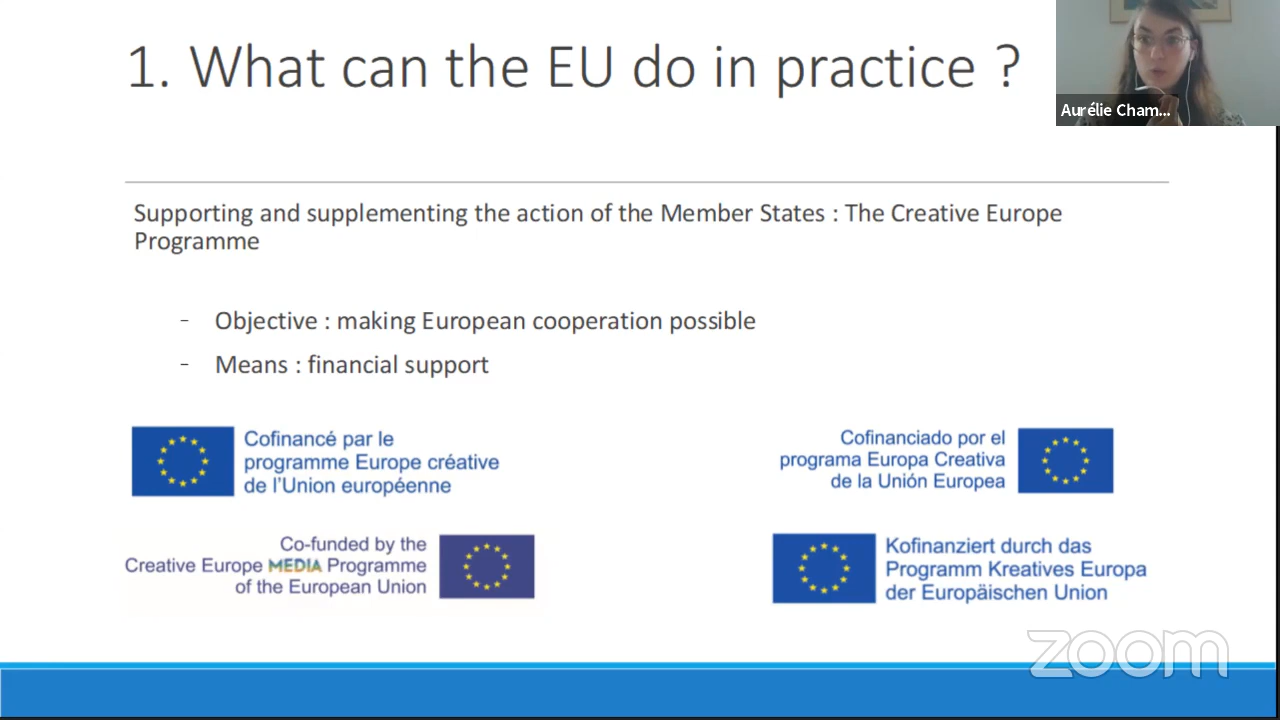 1. What can the EU do in practice ?
Aurélie Cham...
Supporting and supplementing the action of the Member States : The Creative Europe
Programme
- Objective : making European cooperation possible
- Means : financial support
Cofinancé par le
programme Europe créative
de l'Union européenne
Cofinanciado por el
programa Europa Creativa
de la Unión Europea
Co-funded by the
Creative Europe MEDIA Programme
of the European Union
Kofinanziert durch das
Programm Kreatives Europa
der Europäischen Union
zoom